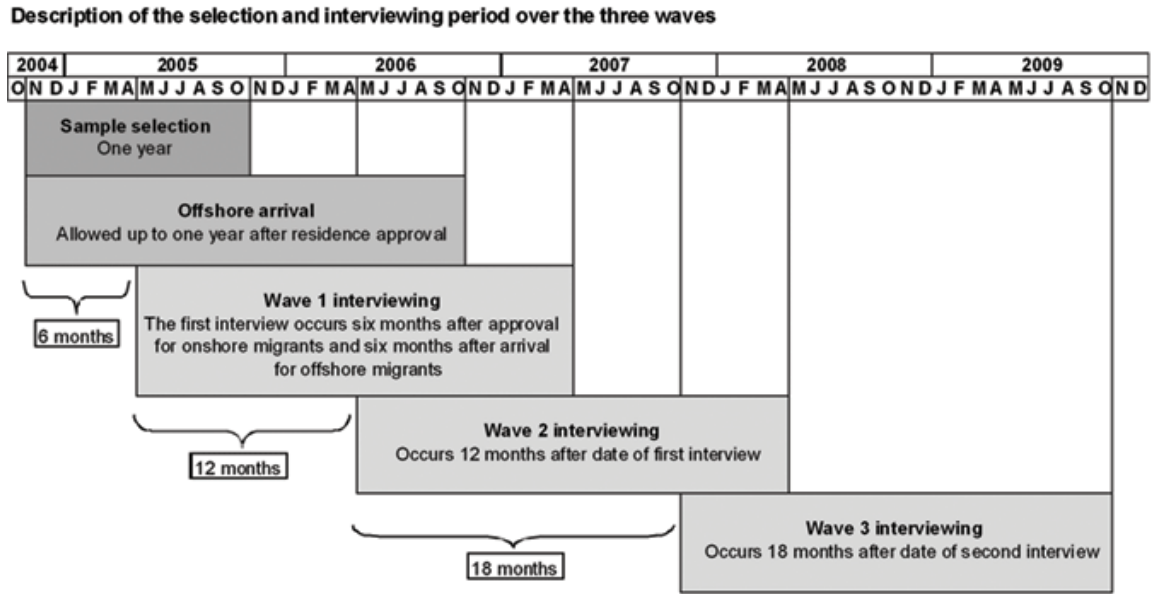 Description of the selection and interviewing period over the three waves
2004 2005 2006 2007 2008 2009
O N D J F M A M J J A S O N D J F M A M J J A S O N D J F M A M J J A S O N D J F M A M J J A S O N D J F M A M J J A S O N D
Sample selection
One year
Offshore arrival
Allowed up to one year after residence approval
6 months
Wave 1 interviewing
The first interview occurs six months after approval
for onshore migrants and six months after arrival
for offshore migrants
12 months
Wave 2 interviewing
Occurs 12 months after date of first interview
18 months
Wave 3 interviewing
Occurs 18 months after date of second interview